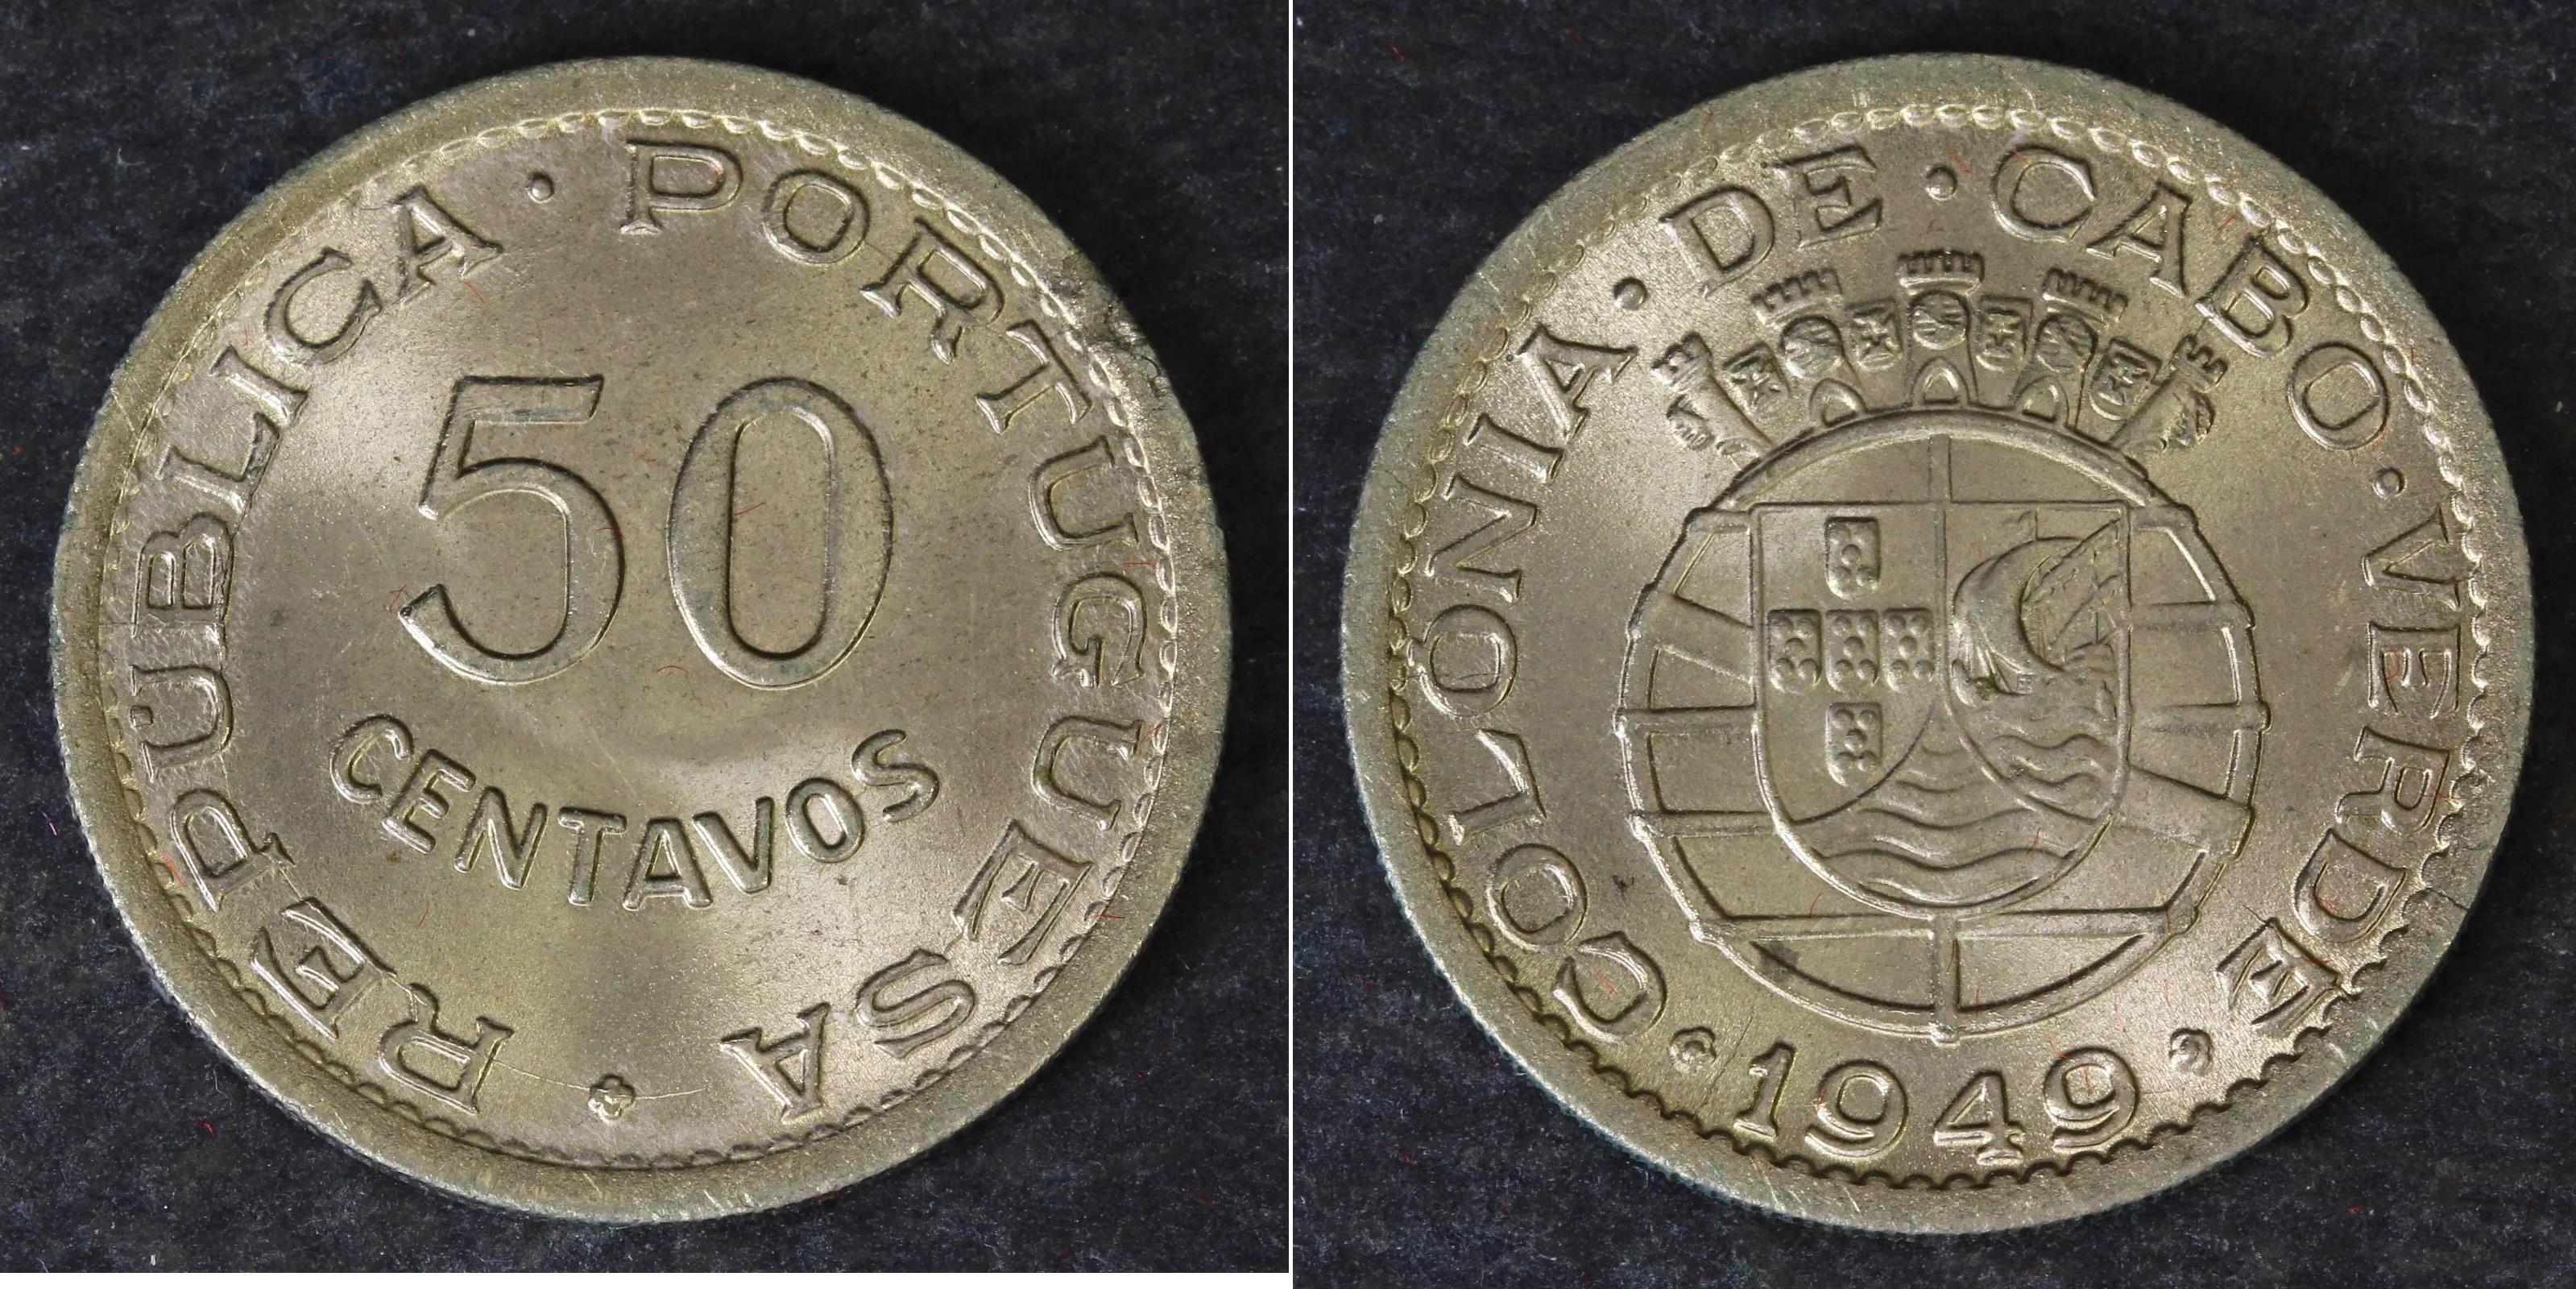 REPÚBLICA · PORTUGUESA
50
CENTAVOS
COLÓNIA · DE · CABO · VERDE
1949